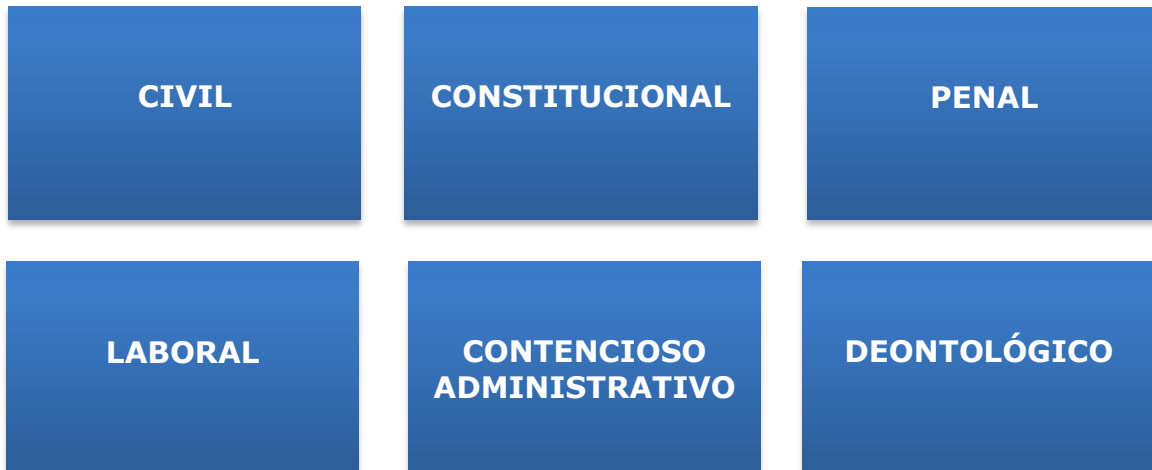 CIVIL
CONSTITUCIONAL
PENAL
LABORAL
CONTENCIOSO
ADMINISTRATIVO
DEONTOLÓGICO